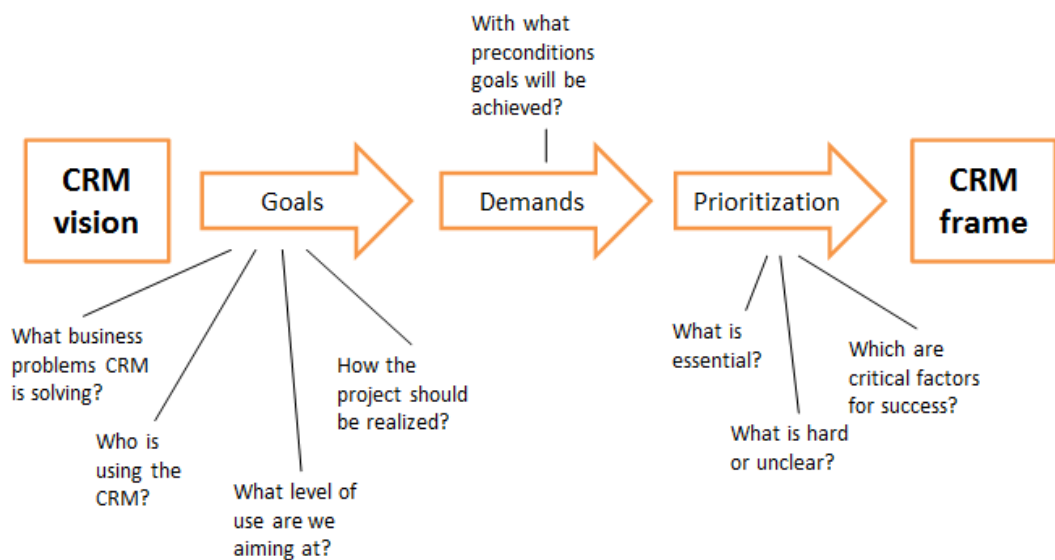 With what
preconditions
goals will be
achieved?
CRM
vision
Goals
Demands
Prioritization
CRM
frame
What business
problems CRM
is solving?
Who is
using the
CRM?
What level of
use are we
aiming at?
How the
project should
be realized?
What is
essential?
What is hard
or unclear?
Which are
critical factors
for success?